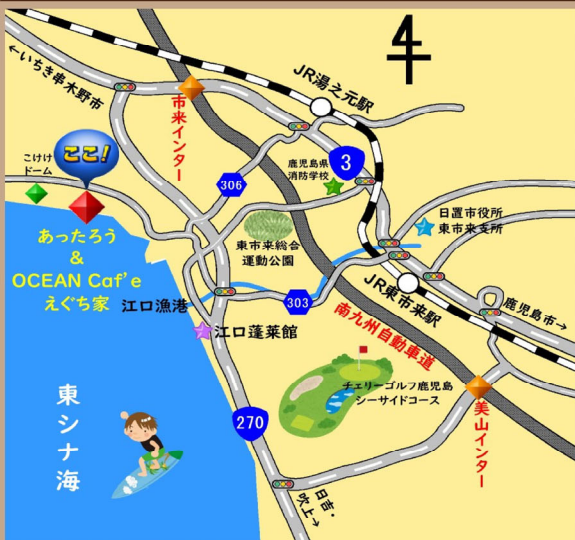 ←いちき串木野市
市来インター
JR湯之元駅
ここ!
こけけ
ドーム
306
鹿児島県
消防学校
3
あったろう
&
OCEAN Caf'e
えぐち家
東市来総合
運動公園
日置市役所
東市来支所
江口漁港
303
JR東市来駅
鹿児島市→
江口蓬莱館
南九州自動車道
チェリーゴルフ鹿児島
シーサイドコース
美山インター
東シナ海
270
日吉・
吹上→